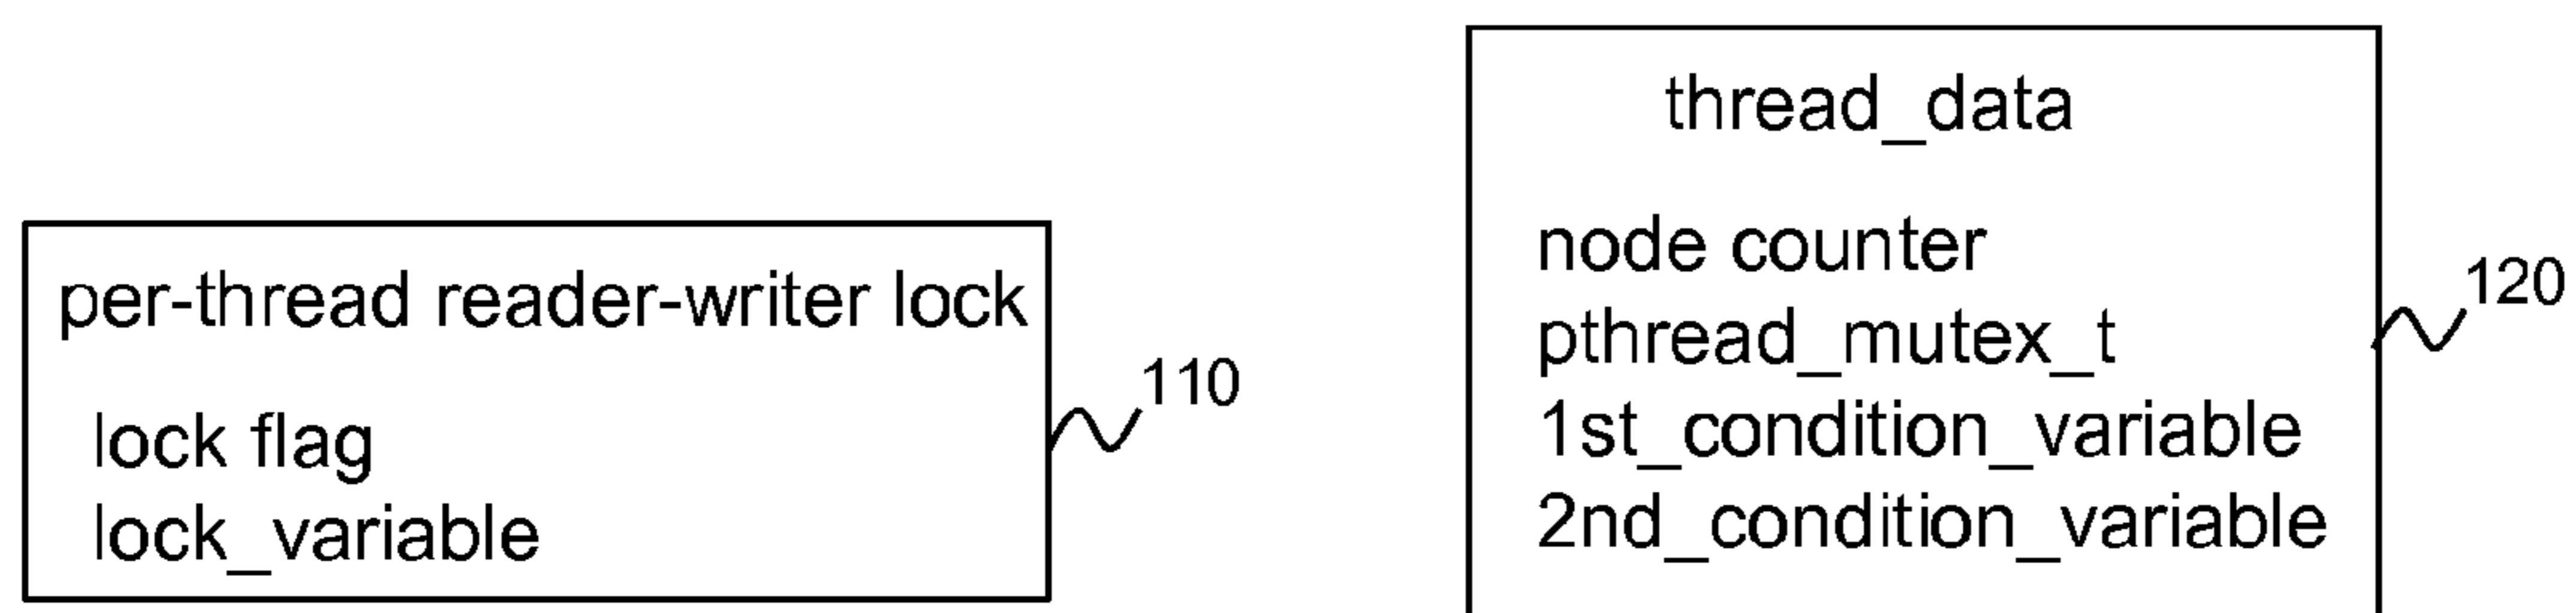 per-thread reader-writer lock
lock flag
lock_variable
110
thread_data
node counter
pthread_mutex_t
1st_condition_variable
2nd_condition_variable
120